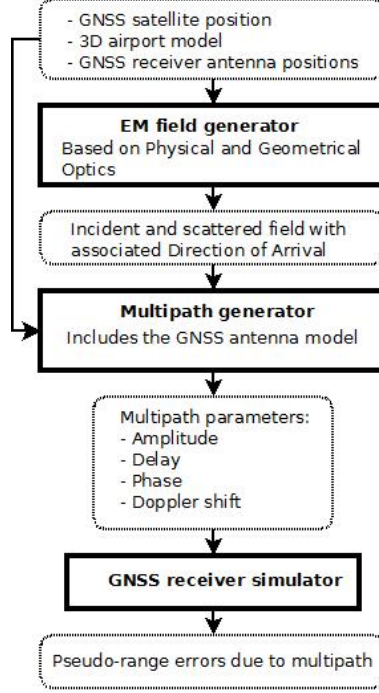 - GNSS satellite position
- 3D airport model
- GNSS receiver antenna positions
EM field generator
Based on Physical and Geometrical
Optics
Incident and scattered field with
associated Direction of Arrival
Multipath generator
Includes the GNSS antenna model
Multipath parameters:
- Amplitude
- Delay
- Phase
- Doppler shift
GNSS receiver simulator
Pseudo-range errors due to multipath